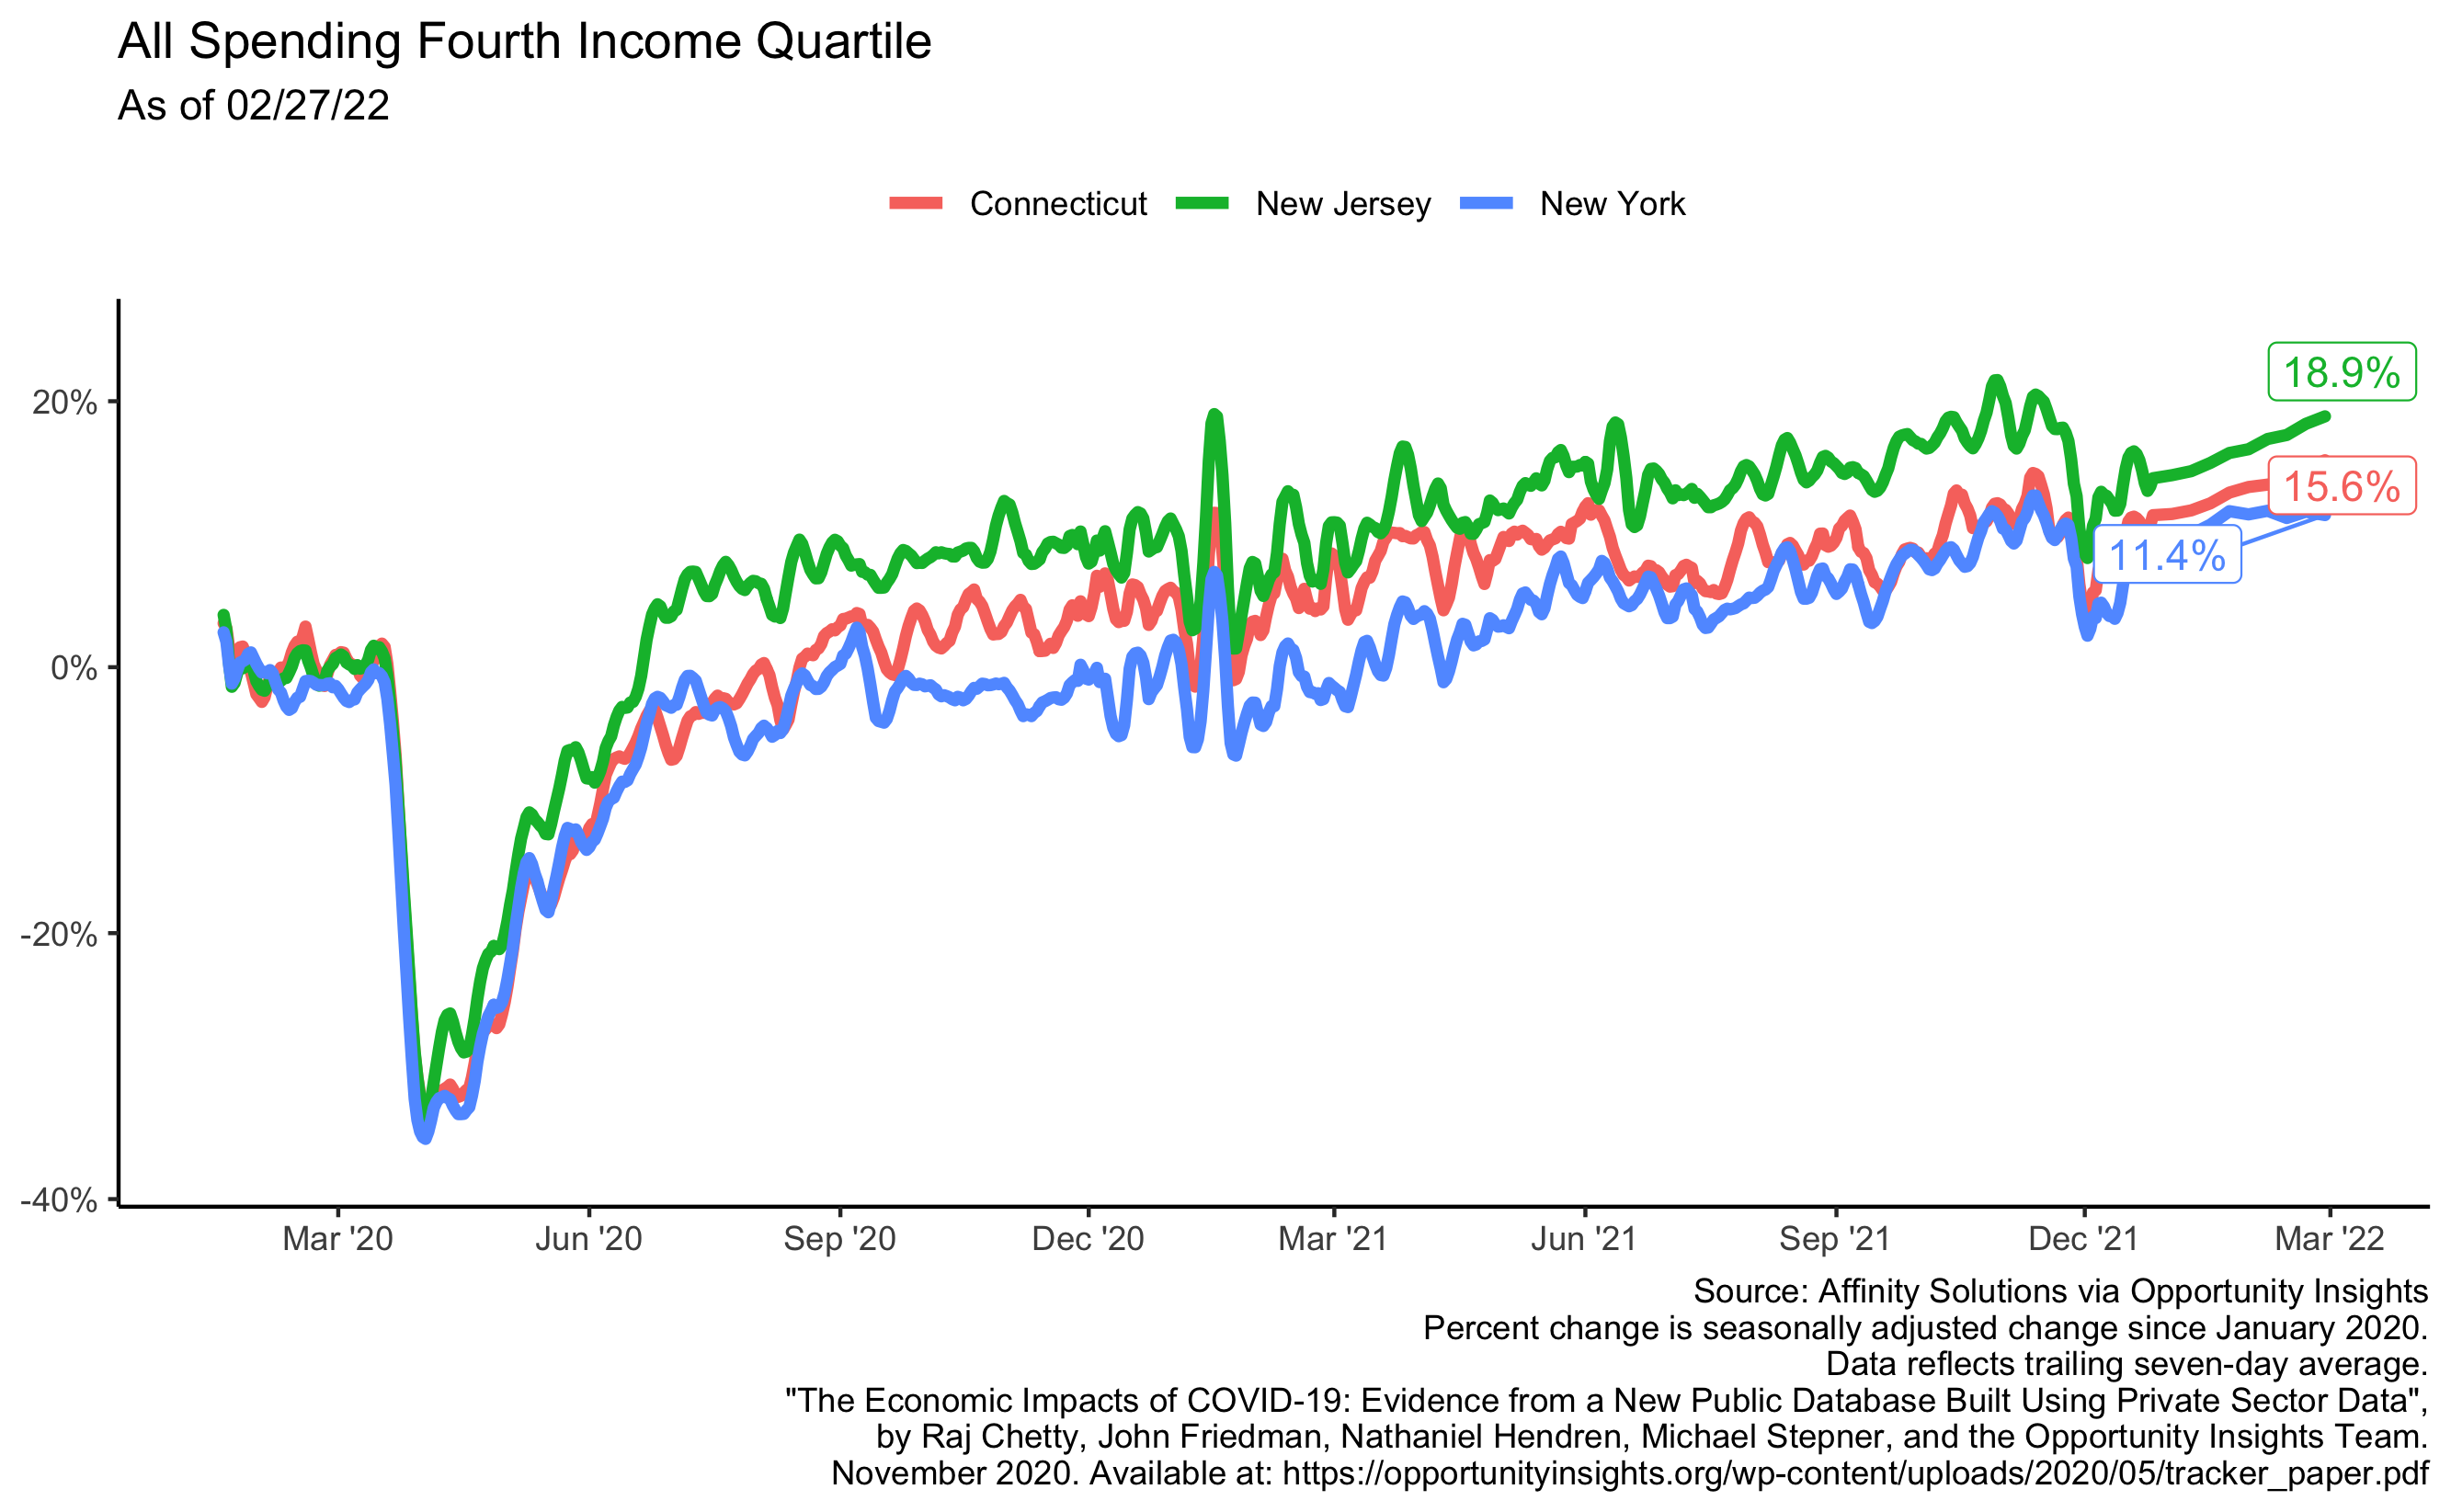 All Spending Fourth Income Quartile
As of 02/27/22
Connecticut New Jersey New York
20%
0%
-20%
-40%
18.9%
15.6%
11.4%
Mar '20 Jun '20 Sep '20 Dec '20 Mar '21 Jun '21 Sep '21 Dec '21 Mar '22
Source: Affinity Solutions via Opportunity Insights
Percent change is seasonally adjusted change since January 2020.
Data reflects trailing seven-day average.
"The Economic Impacts of COVID-19: Evidence from a New Public Database Built Using Private Sector Data",
by Raj Chetty, John Friedman, Nathaniel Hendren, Michael Stepner, and the Opportunity Insights Team.
November 2020. Available at: https://opportunityinsights.org/wp-content/uploads/2020/05/tracker_paper.pdf